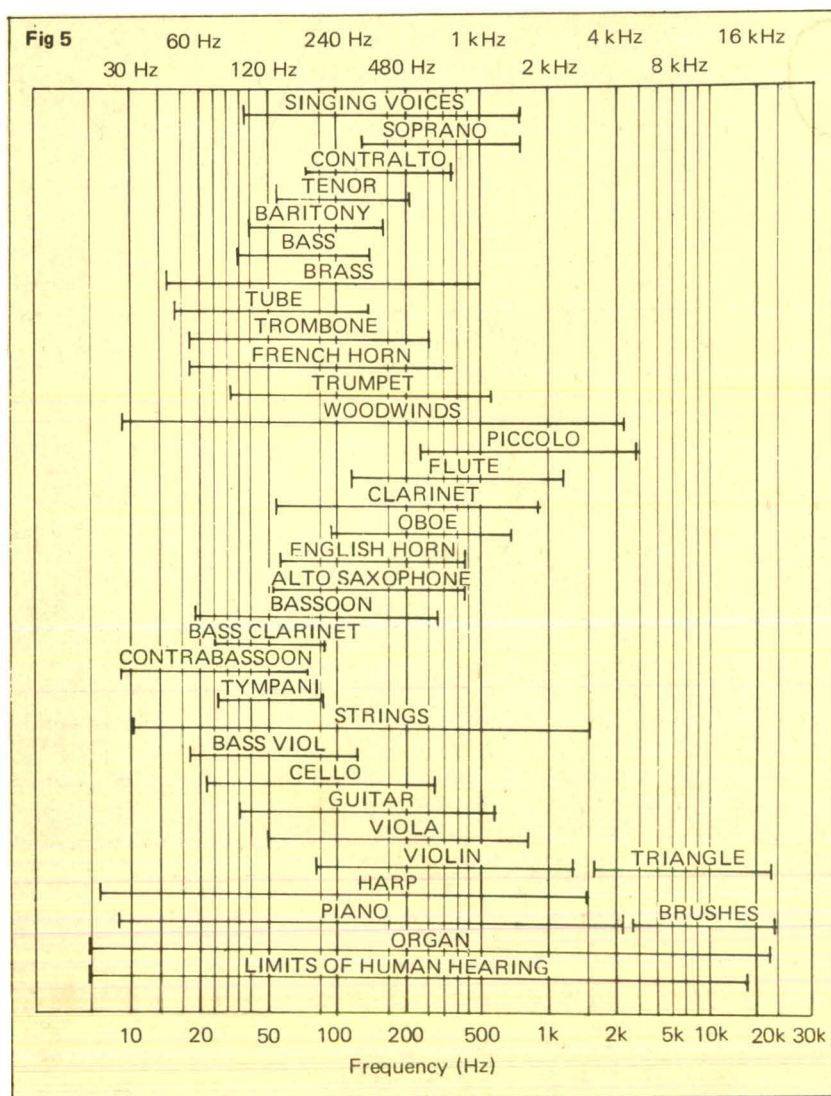 Fig 5
60 Hz 240 Hz 1 kHz 4 kHz 16 kHz
30 Hz 120 Hz 480 Hz 2 kHz 8 kHz
SINGING VOICES
SOPRANO
CONTRALTO
TENOR
BARITONY
BASS
BRASS
TUBE
TROMBONE
FRENCH HORN
TRUMPET
WOODWINDS
PICCOLO
FLUTE
CLARINET
OBOE
ENGLISH HORN
ALTO SAXOPHONE
BASSOON
BASS CLARINET
CONTRABASSOON
TYMPANI
STRINGS
BASS VIOL
CELLO
GUITAR
VIOLA
VIOLIN TRIANGLE
HARP
PIANO BRUSHES
ORGAN
LIMITS OF HUMAN HEARING
10 20 50 100 200 500 1k 2k 5k 10k 20k 30k
Frequency (Hz)